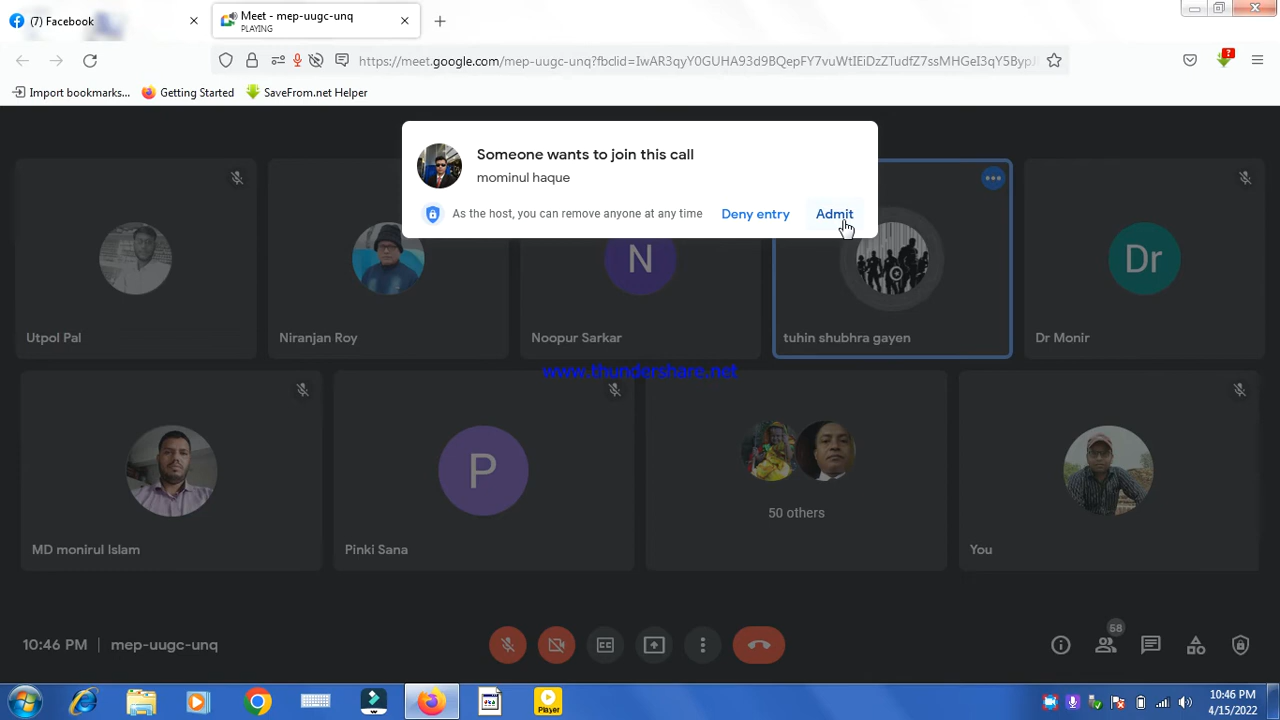 (7) Facebook
Meet - mep-uugc-unq
PLAYING
https://meet.google.com/mep-uugc-unq?fbclid=IwAR3qyY0GUHA93d9BQepFY7vuWtIEiDzZTudfZ7ssMHGeI3qY5BypJ
Import bookmarks...
Getting Started
SaveFrom.net Helper
Someone wants to join this call
mominul haque
As the host, you can remove anyone at any time
Deny entry
Admit
N
Dr
Utpol Pal
Niranjan Roy
Noopur Sarkar
tuhin shubhra gayen
Dr Monir
www.thundershare.net
P
50 others
MD monirul Islam
Pinki Sana
You
10:46 PM | mep-uugc-unq
58
Player
10:46 PM
4/15/2022